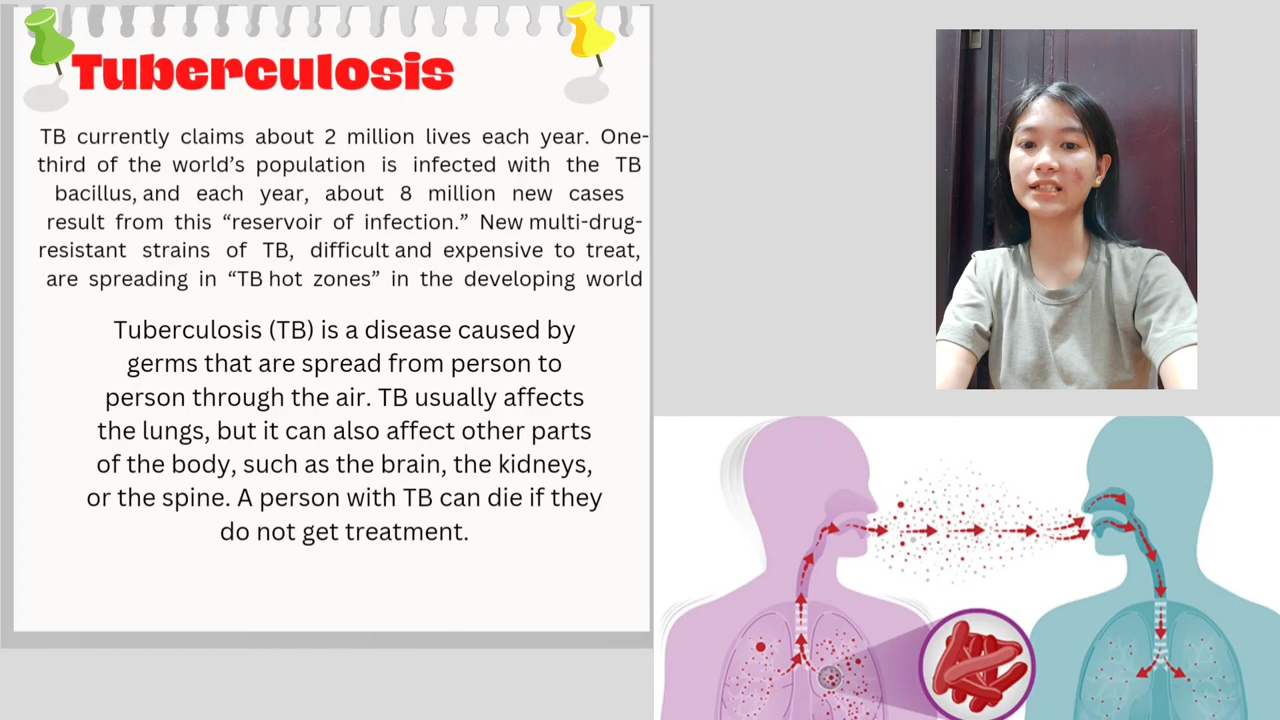 Tuberculosis
TB currently claims about 2 million lives each year. One-
third of the world’s population is infected with the TB
bacillus, and each year, about 8 million new cases
result from this “reservoir of infection.” New multi-drug-
resistant strains of TB, difficult and expensive to treat,
are spreading in “TB hot zones” in the developing world
Tuberculosis (TB) is a disease caused by
germs that are spread from person to
person through the air. TB usually affects
the lungs, but it can also affect other parts
of the body, such as the brain, the kidneys,
or the spine. A person with TB can die if they
do not get treatment.